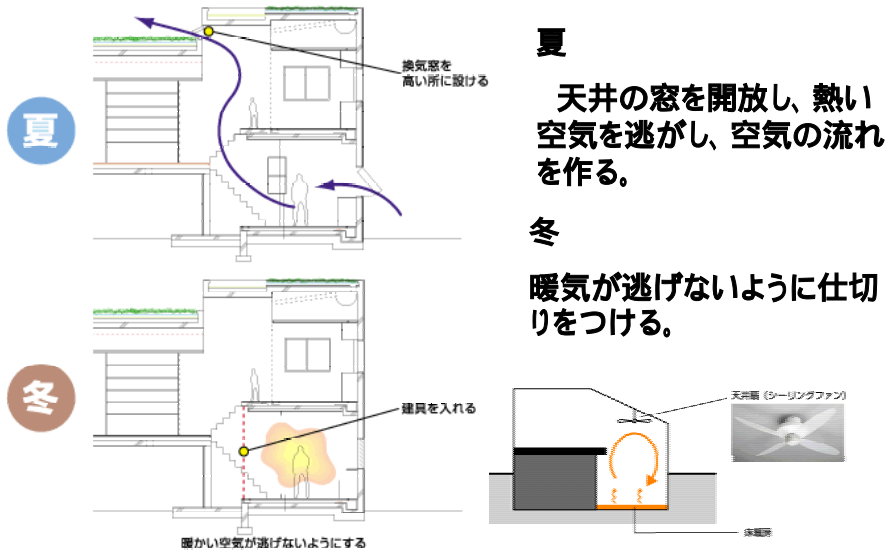 夏
換気窓を
高い所に設ける
夏
天井の窓を開放し、熱い
空気を逃がし、空気の流れ
を作る。
冬
暖気が逃げないように仕切
りをつける。
冬
建具を入れる
暖かい空気が逃げないようにする
天井扇（シーリングファン）
床暖房